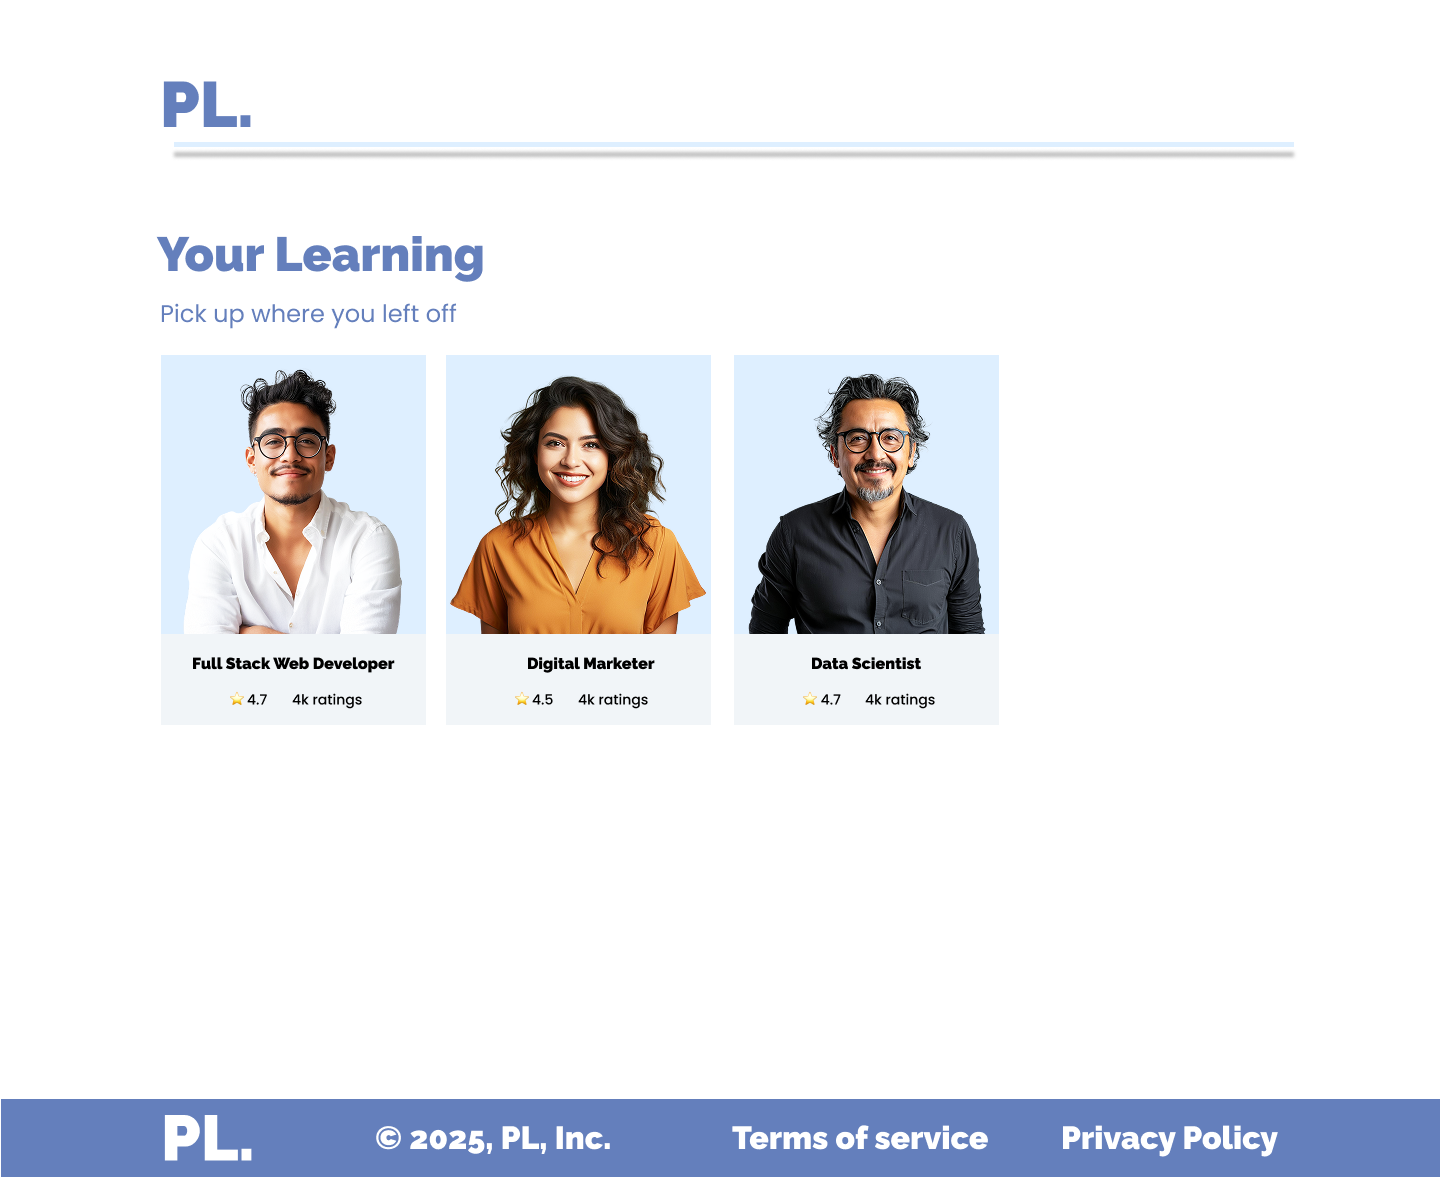 PL.
Your Learning
Pick up where you left off
Full Stack Web Developer
⭐ 4.7 4k ratings
Digital Marketer
⭐ 4.5 4k ratings
Data Scientist
⭐ 4.7 4k ratings
PL. © 2025, PL, Inc. Terms of service Privacy Policy